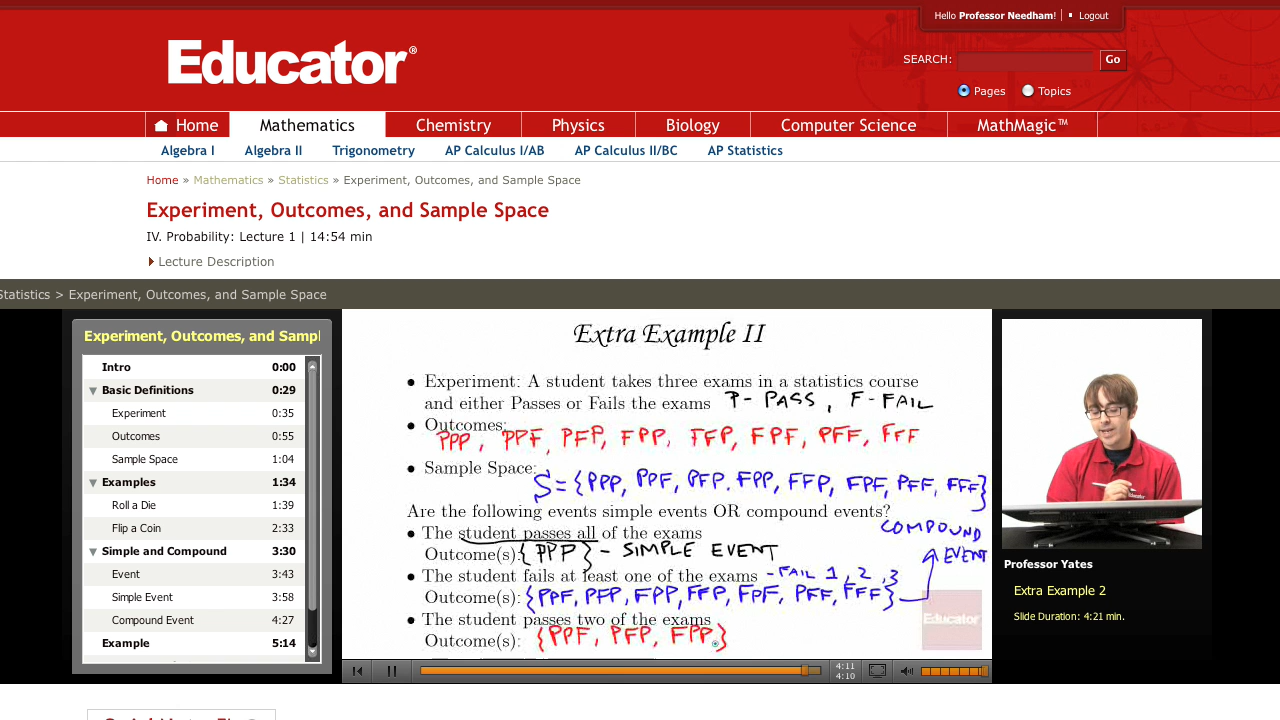 Hello Professor Needham! Logout
Educator®
SEARCH: Go
Pages Topics
Home Mathematics Chemistry Physics Biology Computer Science MathMagic™
Algebra I Algebra II Trigonometry AP Calculus I/AB AP Calculus II/BC AP Statistics
Home » Mathematics » Statistics » Experiment, Outcomes, and Sample Space
Experiment, Outcomes, and Sample Space
IV. Probability: Lecture 1 | 14:54 min
Lecture Description
Statistics > Experiment, Outcomes, and Sample Space
Experiment, Outcomes, and Sampl
Intro 0:00
Basic Definitions 0:29
Experiment 0:35
Outcomes 0:55
Sample Space 1:04
Examples 1:34
Roll a Die 1:39
Flip a Coin 2:33
Simple and Compound 3:30
Event 3:43
Simple Event 3:58
Compound Event 4:27
Example 5:14
Extra Example II
• Experiment: A student takes three exams in a statistics course
and either Passes or Fails the exams P - PASS, F - FAIL
• Outcomes:
PPP, PPF, PFP, FPP, FFP, FPF, PFF, FFF
• Sample Space:
S = {PPP, PPF, PFP, FPP, FFP, FPF, PFF, FFF}
Are the following events simple events OR compound events?
• The student passes all of the exams
Outcome(s): {PPP} - SIMPLE EVENT
COMPOUND
EVENT
• The student fails at least one of the exams - FAIL 1, 2, 3
Outcome(s): {PPF, PFP, FPP, FFP, FPF, PFF, FFF}
• The student passes two of the exams
Outcome(s): {PPF, PFP, FPP}
Educator
4:11
4:10
Professor Yates
Extra Example 2
Slide Duration: 4:21 min.